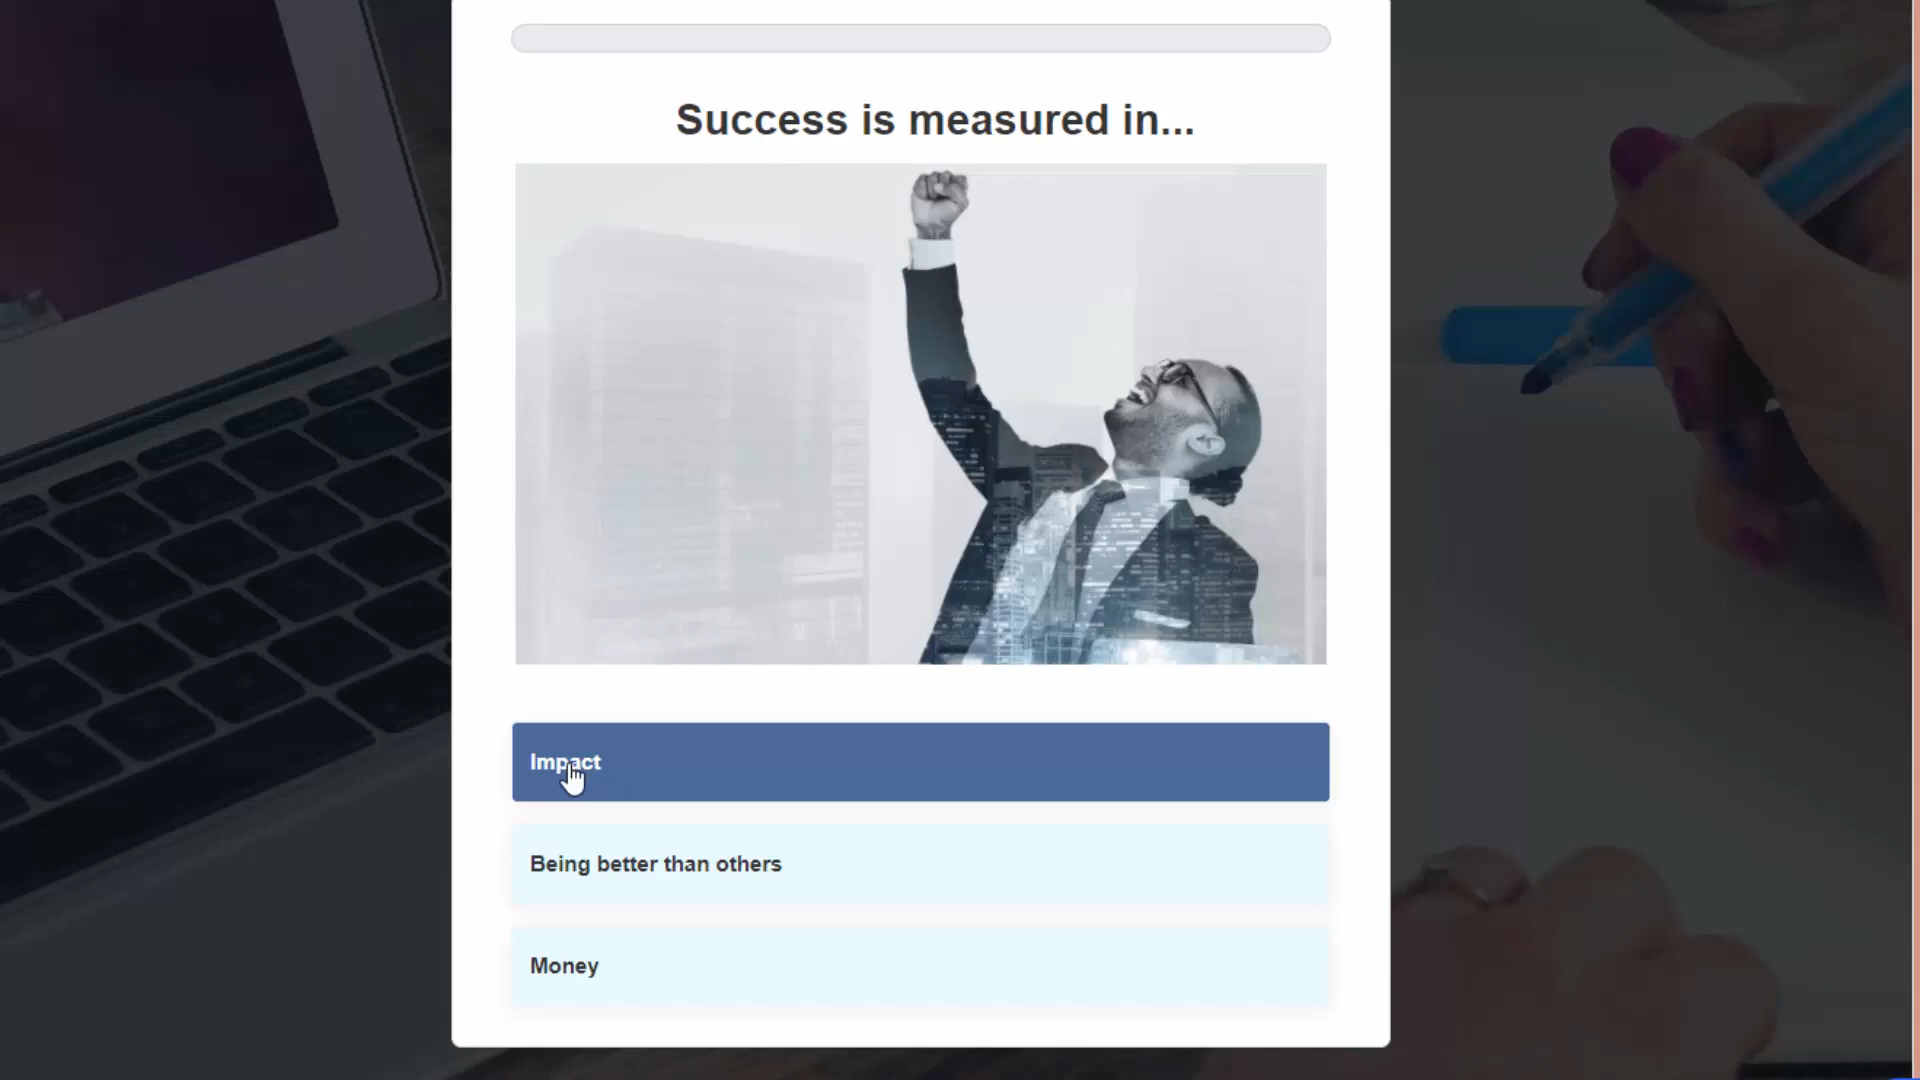 Success is measured in...
Impact
Being better than others
Money